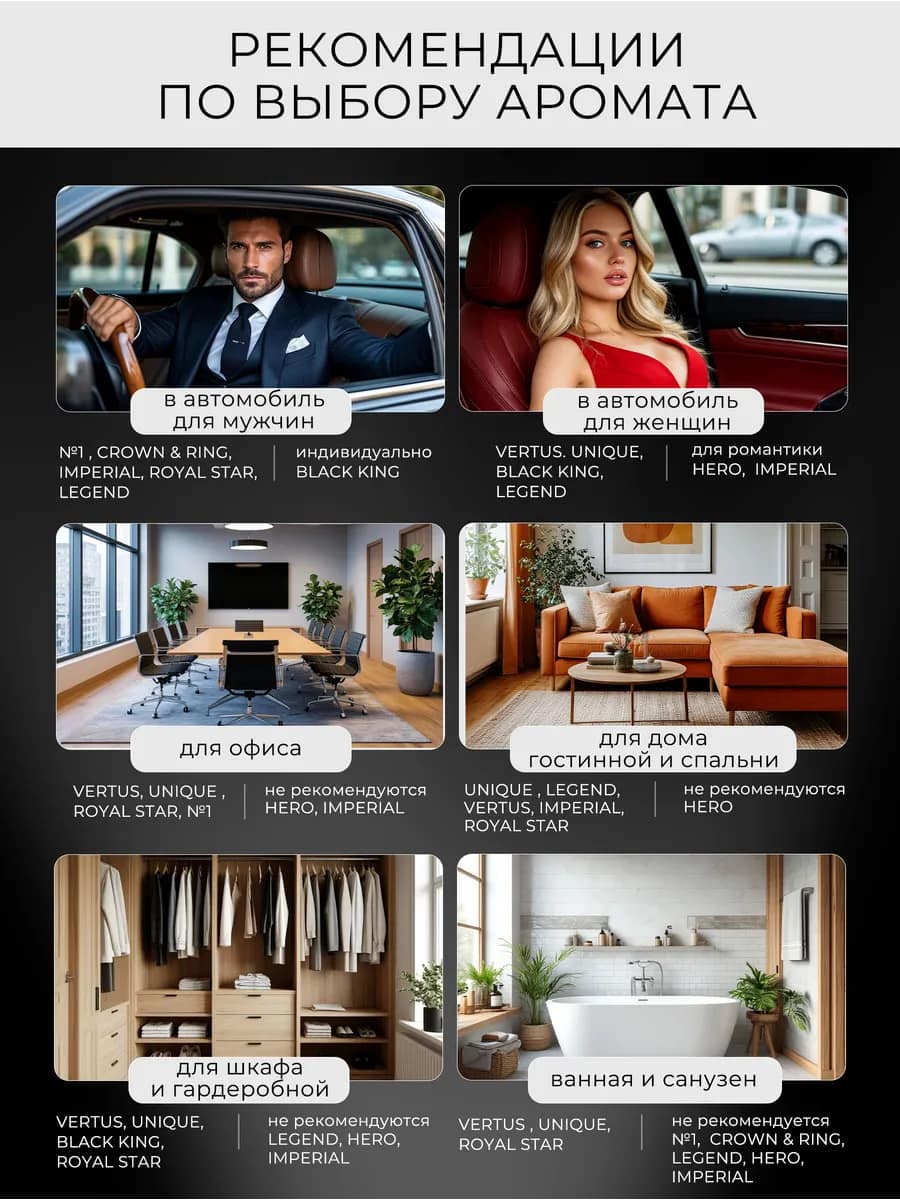 РЕКОМЕНДАЦИИ
ПО ВЫБОРУ АРОМАТА
в автомобиль
для мужчин
№1 , CROWN & RING,
IMPERIAL, ROYAL STAR,
LEGEND
индивидуально
BLACK KING
в автомобиль
для женщин
VERTUS. UNIQUE,
BLACK KING,
LEGEND
для романтики
HERO, IMPERIAL
для офиса
VERTUS, UNIQUE ,
ROYAL STAR, №1
не рекомендуются
HERO, IMPERIAL
для дома
гостинной и спальни
UNIQUE , LEGEND,
VERTUS, IMPERIAL,
ROYAL STAR
не рекомендуются
HERO
для шкафа
и гардеробной
VERTUS, UNIQUE,
BLACK KING,
ROYAL STAR
не рекомендуются
LEGEND, HERO,
IMPERIAL
ванная и санузен
VERTUS , UNIQUE,
ROYAL STAR
не рекомендуется
№1, CROWN & RING,
LEGEND, HERO,
IMPERIAL